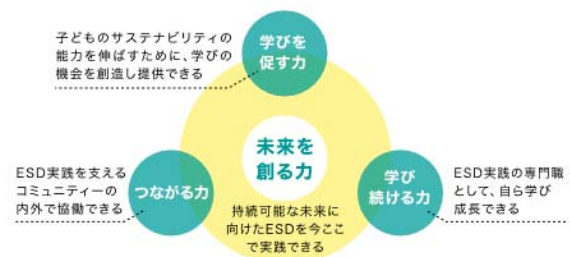 子どものサステナビリティの
能力を伸ばすために、学びの
機会を創造し提供できる
学びを
促す力
未来を
創る力
持続可能な未来に
向けたESDを今ここ
で実践できる
ESD実践を支える
コミュニティーの
内外で協働できる
つながる力
学び
続ける力
ESD実践の専門職
として、自ら学び
成長できる